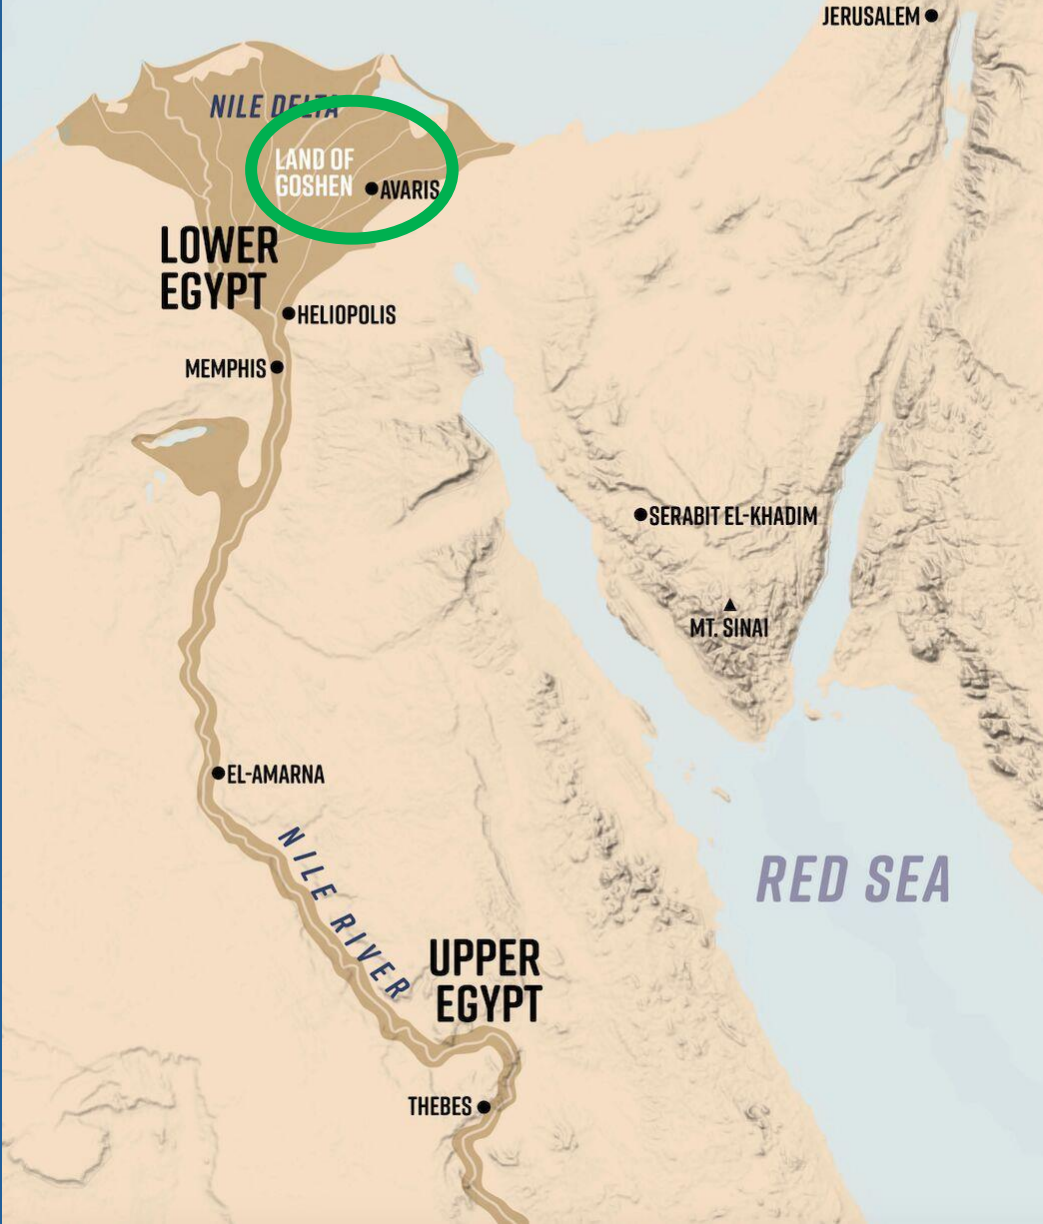 JERUSALEM
NILE DELTA
LAND OF
GOSHEN
AVARIS
LOWER
EGYPT
HELIOPOLIS
MEMPHIS
SERABIT EL-KHADIM
MT. SINAI
EL-AMARNA
NILE RIVER
RED SEA
UPPER
EGYPT
THEBES